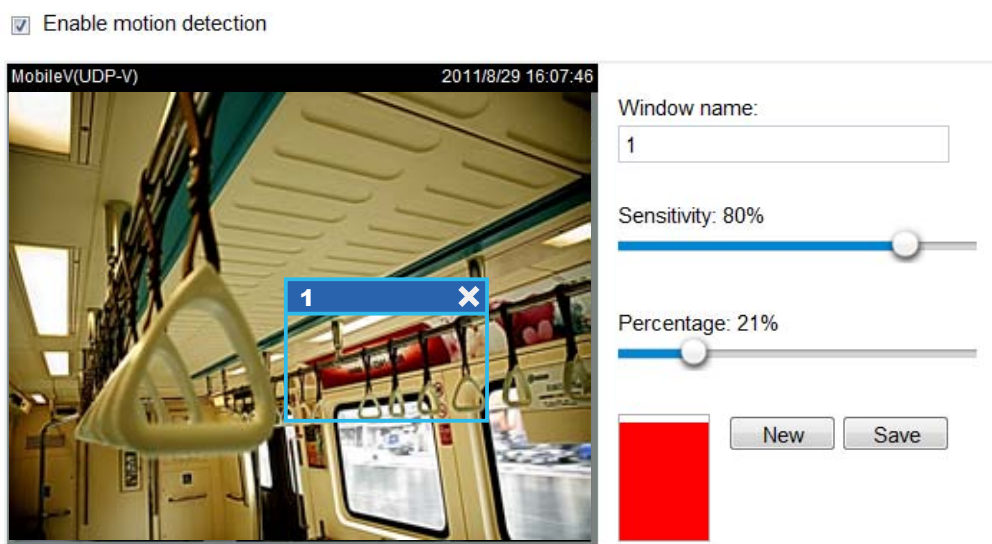 Enable motion detection
MobileV(UDP-V) 2011/8/29 16:07:46
Window name:
1
Sensitivity: 80%
1
Percentage: 21%
New Save